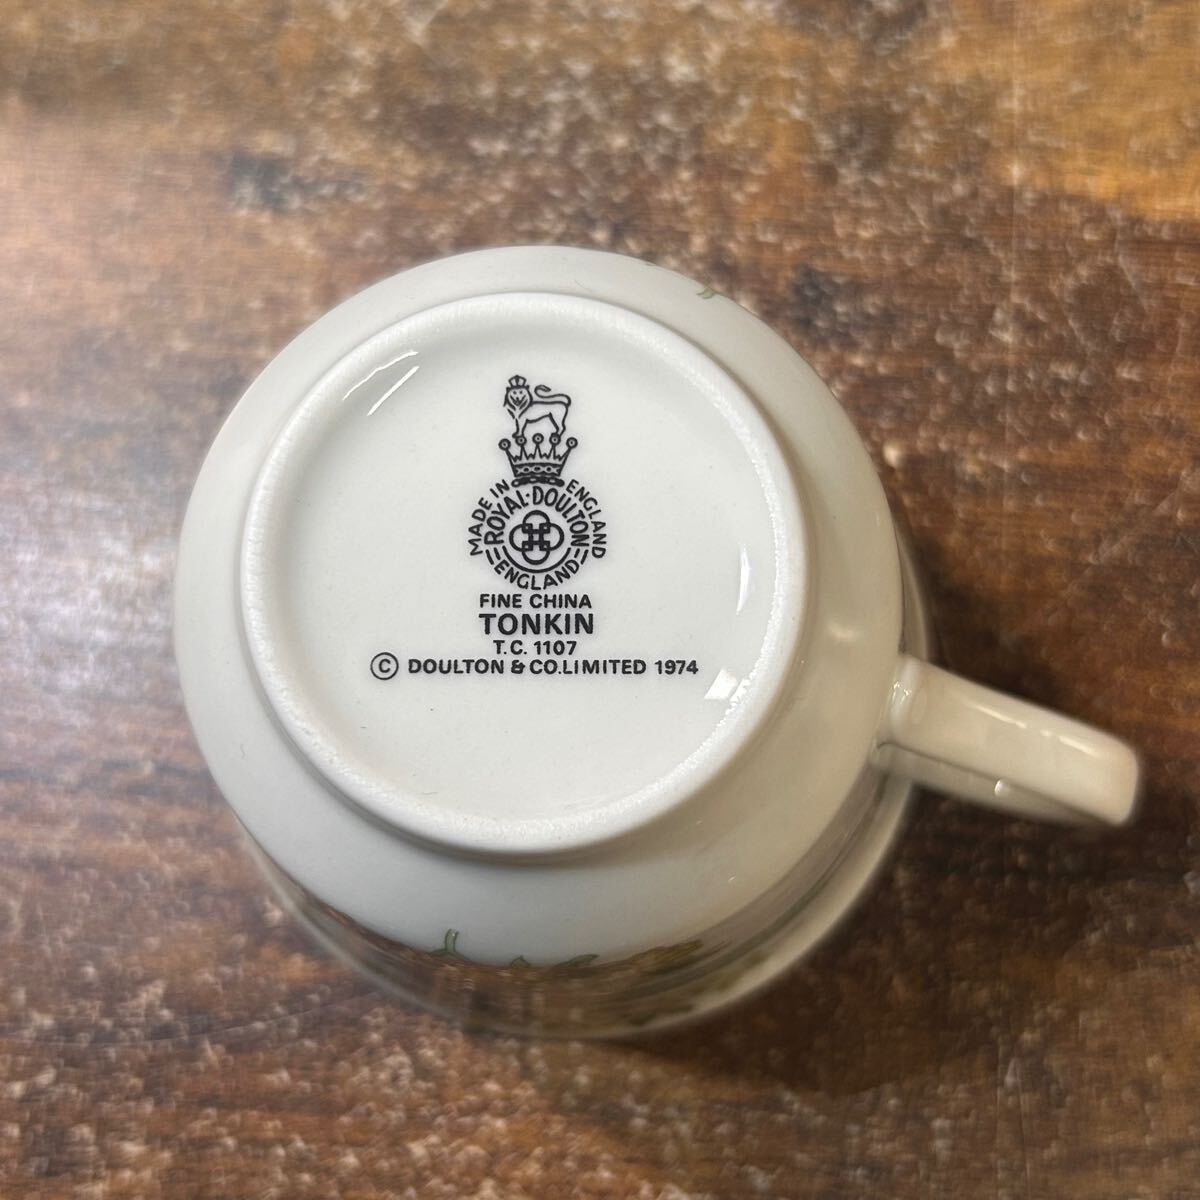 MADE IN ENGLAND
ROYAL·DOULTON
ENGLAND
FINE CHINA
TONKIN
T.C. 1107
© DOULTON & CO.LIMITED 1974